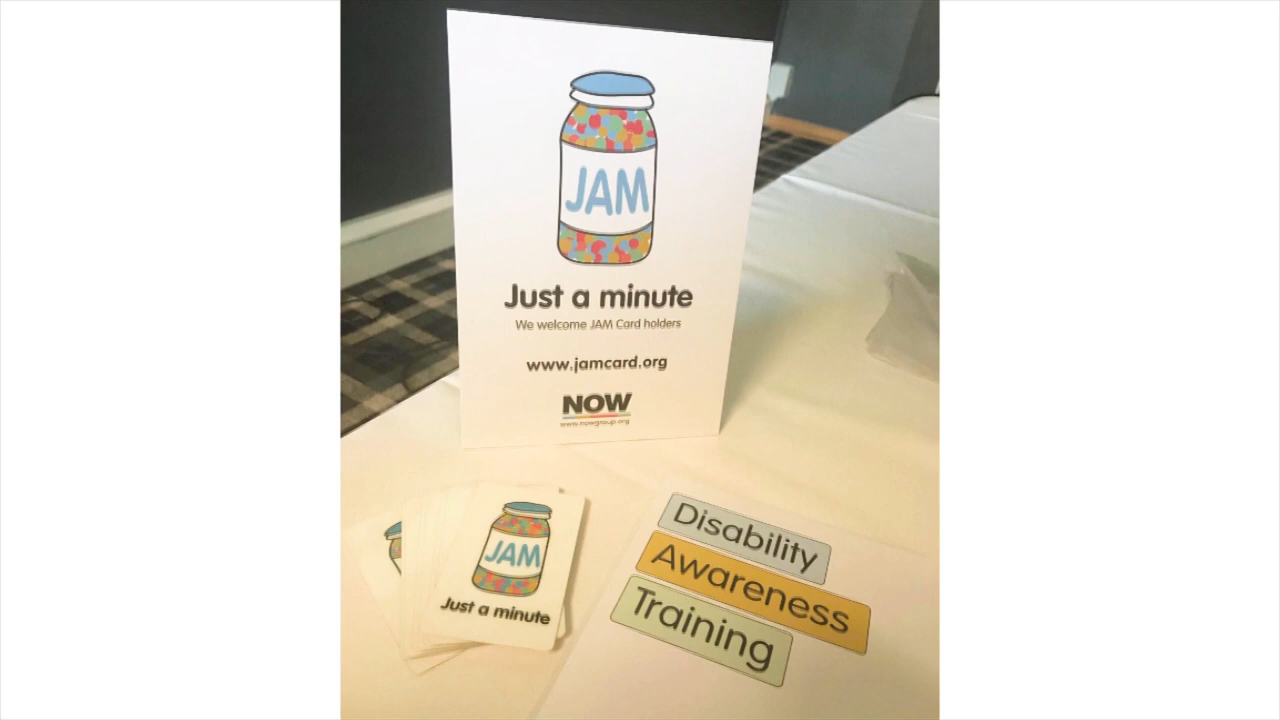 JAM
Just a minute
We welcome JAM Card holders
www.jamcard.org
NOW
www.nowgroup.org
JAM
Just a minute
Disability
Awareness
Training